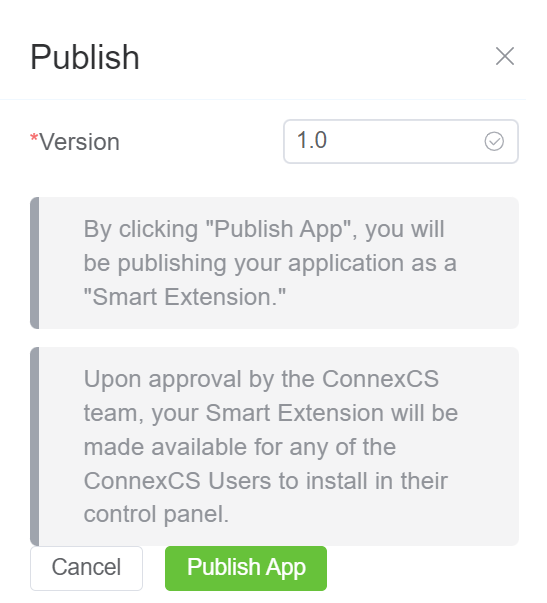 Publish
*Version
1.0
By clicking "Publish App", you will
be publishing your application as a
"Smart Extension."
Upon approval by the ConnexCS
team, your Smart Extension will be
made available for any of the
ConnexCS Users to install in their
control panel.
Cancel
Publish App